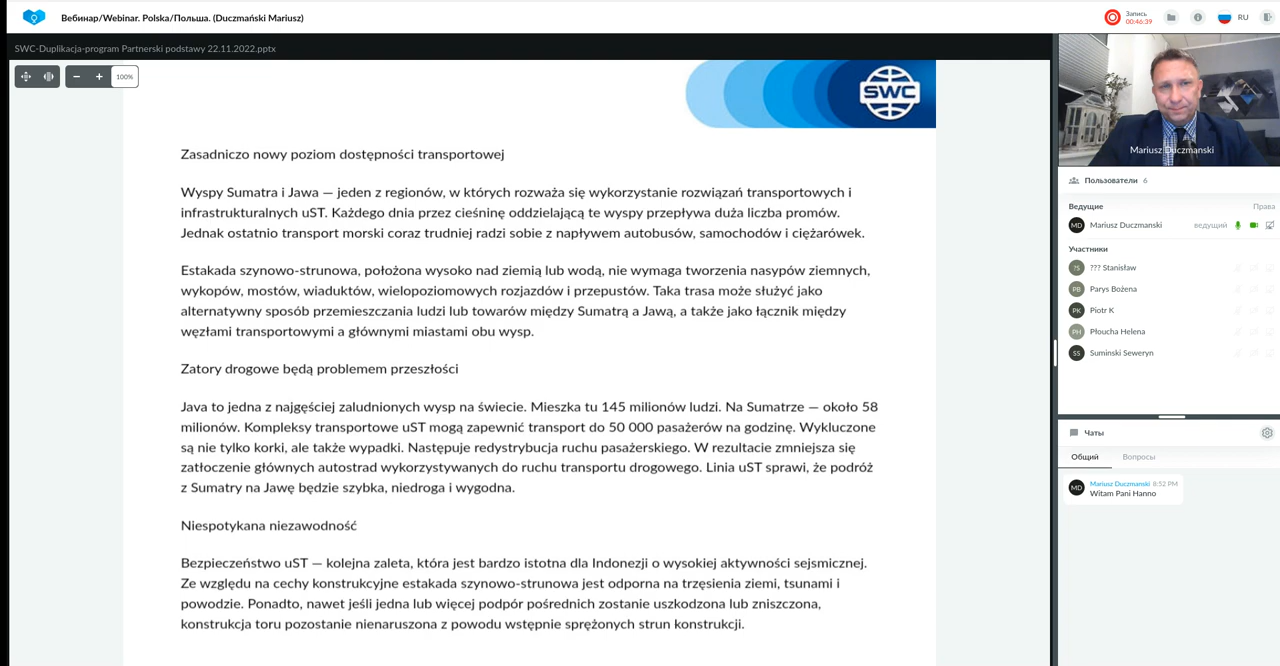 Вебинар/Webinar. Polska/Польша. (Duczmański Mariusz)
Запись
00:46:39
RU
SWC-Duplikacja-program Partnerski podstawy 22.11.2022.pptx
100%
SWC
Zasadniczo nowy poziom dostępności transportowej
Wyspy Sumatra i Jawa — jeden z regionów, w których rozważa się wykorzystanie rozwiązań transportowych i
infrastrukturalnych uST. Każdego dnia przez cieśninę oddzielającą te wyspy przepływa duża liczba promów.
Jednak ostatnio transport morski coraz trudniej radzi sobie z napływem autobusów, samochodów i ciężarówek.
Estakada szynowo-strunowa, położona wysoko nad ziemią lub wodą, nie wymaga tworzenia nasypów ziemnych,
wykopów, mostów, wiaduktów, wielopoziomowych rozjazdów i przepustów. Taka trasa może służyć jako
alternatywny sposób przemieszczania ludzi lub towarów między Sumatrą a Jawą, a także jako łącznik między
węzłami transportowymi a głównymi miastami obu wysp.
Zatory drogowe będą problemem przeszłości
Java to jedna z najgęściej zaludnionych wysp na świecie. Mieszka tu 145 milionów ludzi. Na Sumatrze — około 58
milionów. Kompleksy transportowe uST mogą zapewnić transport do 50 000 pasażerów na godzinę. Wykluczone
są nie tylko korki, ale także wypadki. Następuje redystrybucja ruchu pasażerskiego. W rezultacie zmniejsza się
zatłoczenie głównych autostrad wykorzystywanych do ruchu transportu drogowego. Linia uST sprawi, że podróż
z Sumatry na Jawę będzie szybka, niedroga i wygodna.
Niespotykana niezawodność
Bezpieczeństwo uST — kolejna zaleta, która jest bardzo istotna dla Indonezji o wysokiej aktywności sejsmicznej.
Ze względu na cechy konstrukcyjne estakada szynowo-strunowa jest odporna na trzęsienia ziemi, tsunami i
powodzie. Ponadto, nawet jeśli jedna lub więcej podpór pośrednich zostanie uszkodzona lub zniszczona,
konstrukcja toru pozostanie nienaruszona z powodu wstępnie sprężonych strun konstrukcji.
Mariusz Duczmanski
Пользователи 6
Ведущие Права
MD Mariusz Duczmanski ведущий
Участники
?S ??? Stanisław
PB Parys Bożena
PK Piotr K
PH Płoucha Helena
SS Suminski Seweryn
Чаты
Общий Вопросы
MD Mariusz Duczmanski 8:52 PM
Witam Pani Hanno